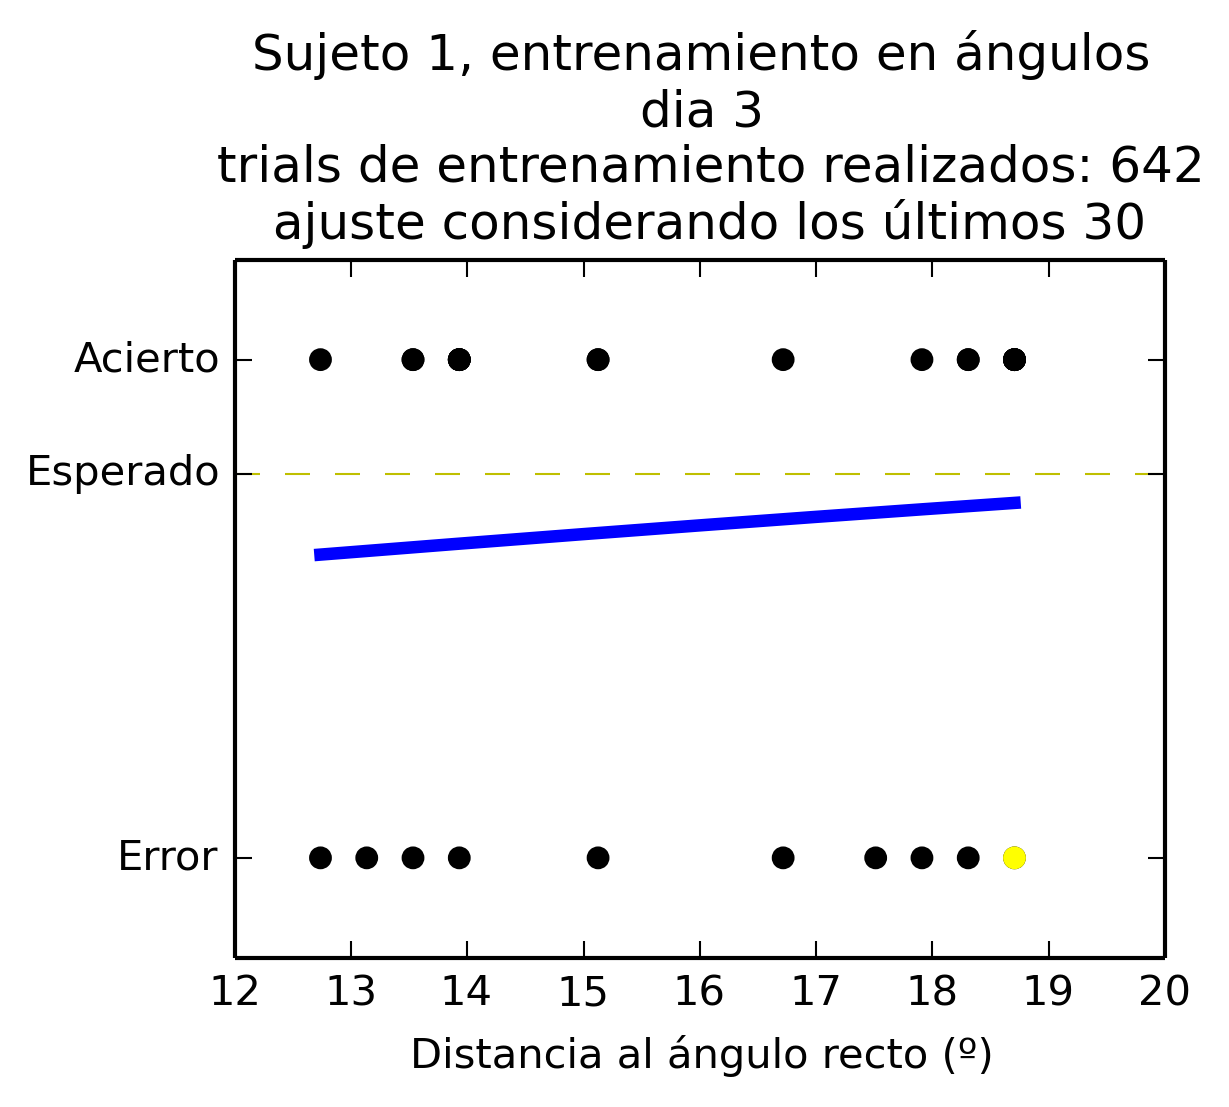 Sujeto 1, entrenamiento en ángulos
dia 3
trials de entrenamiento realizados: 642
ajuste considerando los últimos 30
Acierto
Esperado
Error
12 13 14 15 16 17 18 19 20
Distancia al ángulo recto (º)